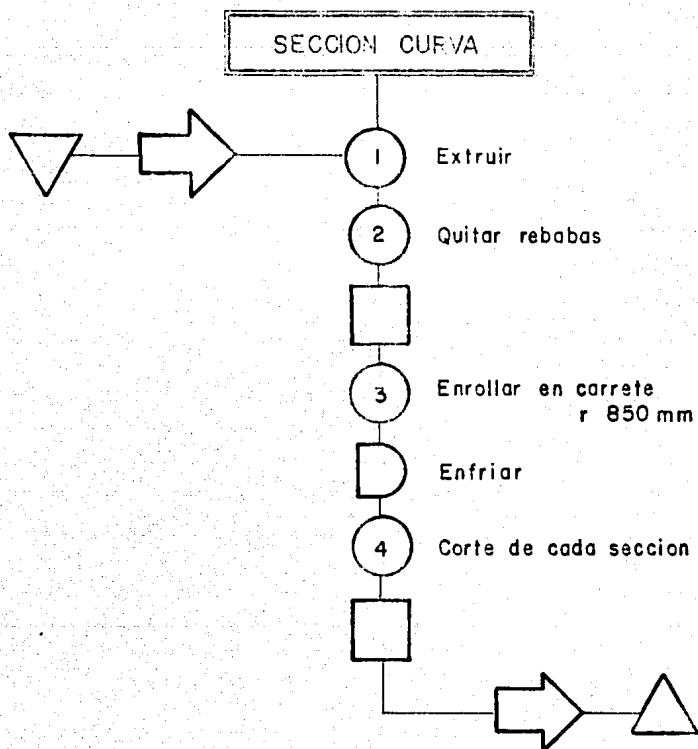 SECCION CURVA
1 Extruir
2 Quitar rebabas
3 Enrollar en carrete
r 850 mm
Enfriar
4 Corte de cada seccion